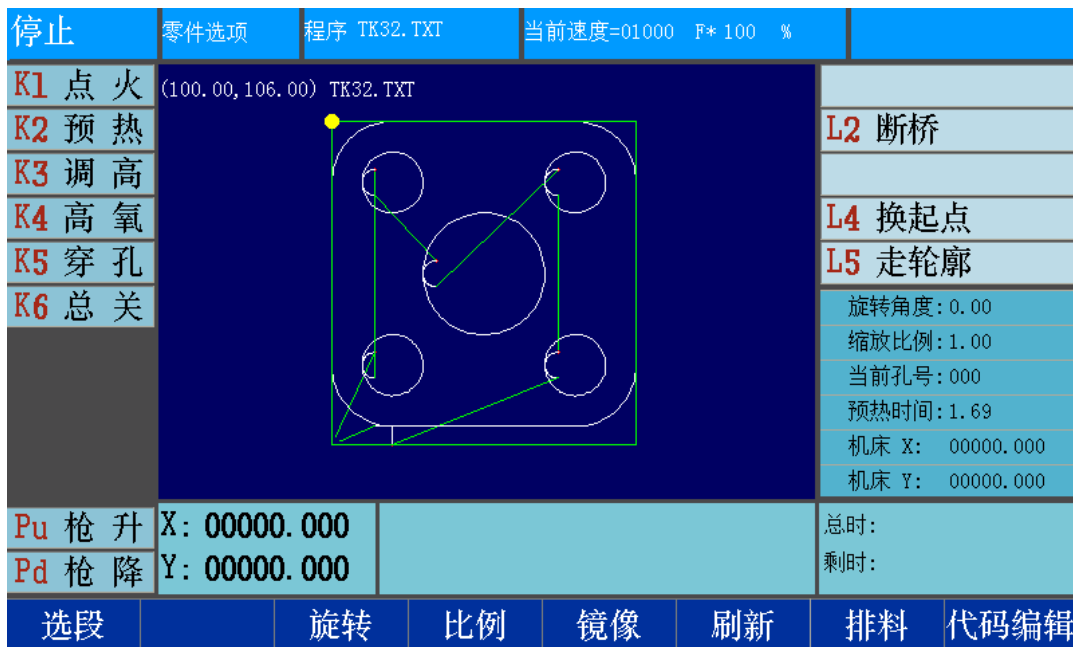 停止 零件选项 程序 TK32.TXT 当前速度=01000 F* 100 %
K1 点 火
K2 预 热
K3 调 高
K4 高 氧
K5 穿 孔
K6 总 关
(100.00,106.00) TK32.TXT
L2 断桥
L4 换起点
L5 走轮廓
旋转角度:0.00
缩放比例:1.00
当前孔号:000
预热时间:1.69
机床 X: 00000.000
机床 Y: 00000.000
Pu 枪 升
Pd 枪 降
X: 00000.000
Y: 00000.000
总时:
剩时:
选段 旋转 比例 镜像 刷新 排料 代码编辑